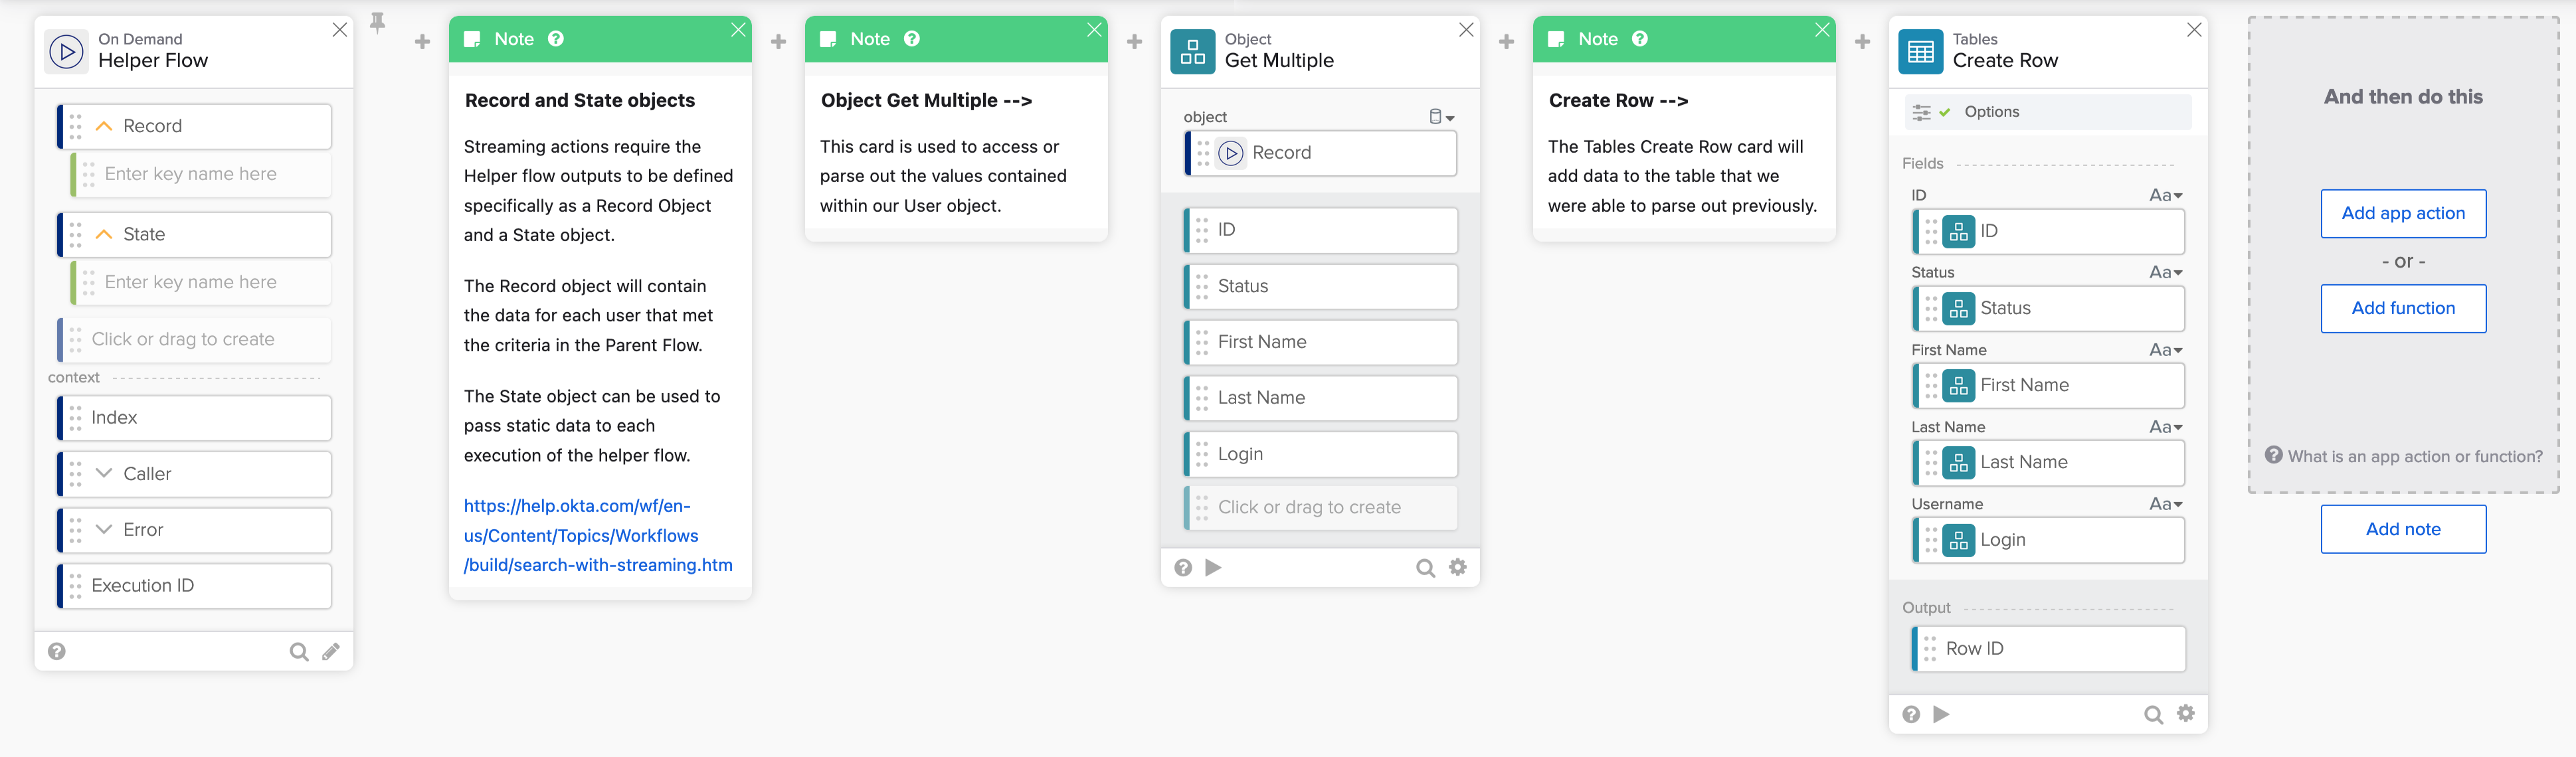 On Demand
Helper Flow
Record
Enter key name here
State
Enter key name here
Click or drag to create
context
Index
Caller
Error
Execution ID
Note
Record and State objects
Streaming actions require the
Helper flow outputs to be defined
specifically as a Record Object
and a State object.
The Record object will contain
the data for each user that met
the criteria in the Parent Flow.
The State object can be used to
pass static data to each
execution of the helper flow.
https://help.okta.com/wf/en-
us/Content/Topics/Workflows
/build/search-with-streaming.htm
Note
Object Get Multiple -->
This card is used to access or
parse out the values contained
within our User object.
Object
Get Multiple
object
Record
ID
Status
First Name
Last Name
Login
Click or drag to create
Note
Create Row -->
The Tables Create Row card will
add data to the table that we
were able to parse out previously.
Tables
Create Row
Options
Fields
ID Aa
ID
Status Aa
Status
First Name Aa
First Name
Last Name Aa
Last Name
Username Aa
Login
Output
Row ID
And then do this
Add app action
- or -
Add function
What is an app action or function?
Add note